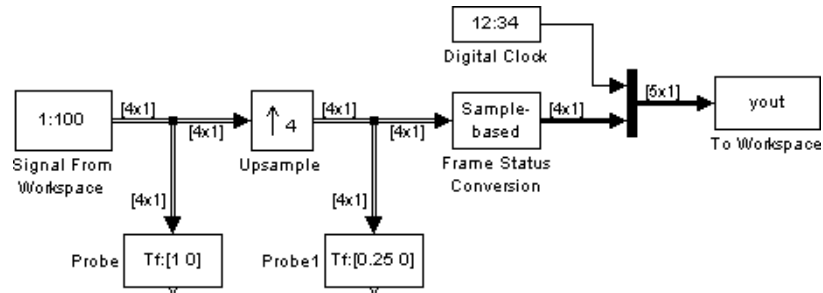 12:34
Digital Clock
[4x1]
[4x1]
[4x1]
[4x1]
[4x1]
[5x1]
1:100
↑ 4
Sample-
based
yout
Signal From
Workspace
Upsample
Frame Status
Conversion
To Workspace
[4x1]
[4x1]
Probe
Tf:[1 0]
Probe1
Tf:[0.25 0]